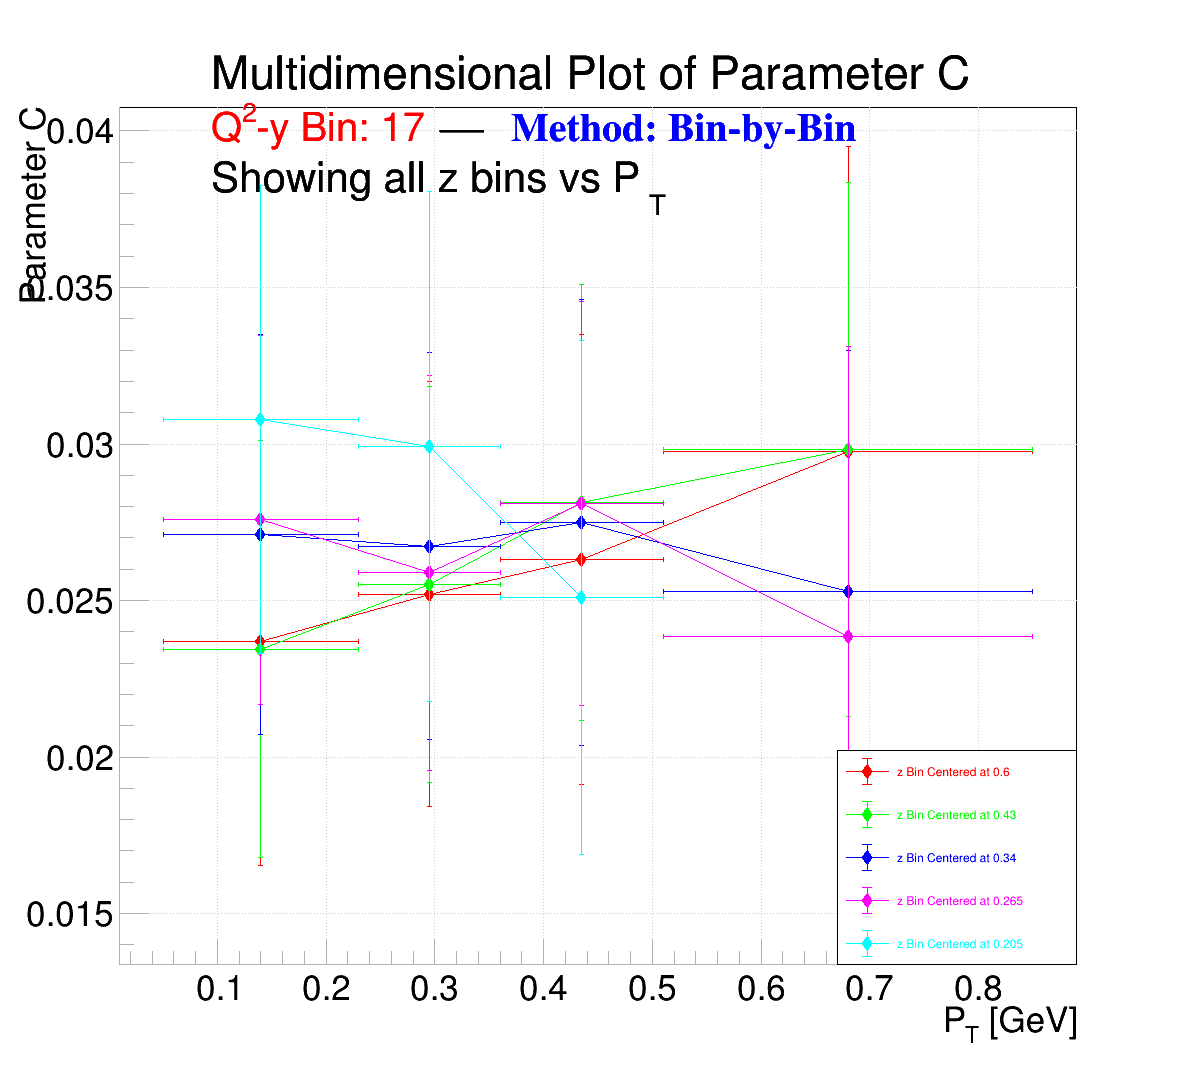 Multidimensional Plot of Parameter C
Q²-y Bin: 17 — Method: Bin-by-Bin
Showing all z bins vs P_T
Parameter C
0.04
0.035
0.03
0.025
0.02
0.015
z Bin Centered at 0.6
z Bin Centered at 0.43
z Bin Centered at 0.34
z Bin Centered at 0.265
z Bin Centered at 0.205
0.1 0.2 0.3 0.4 0.5 0.6 0.7 0.8
P_T [GeV]